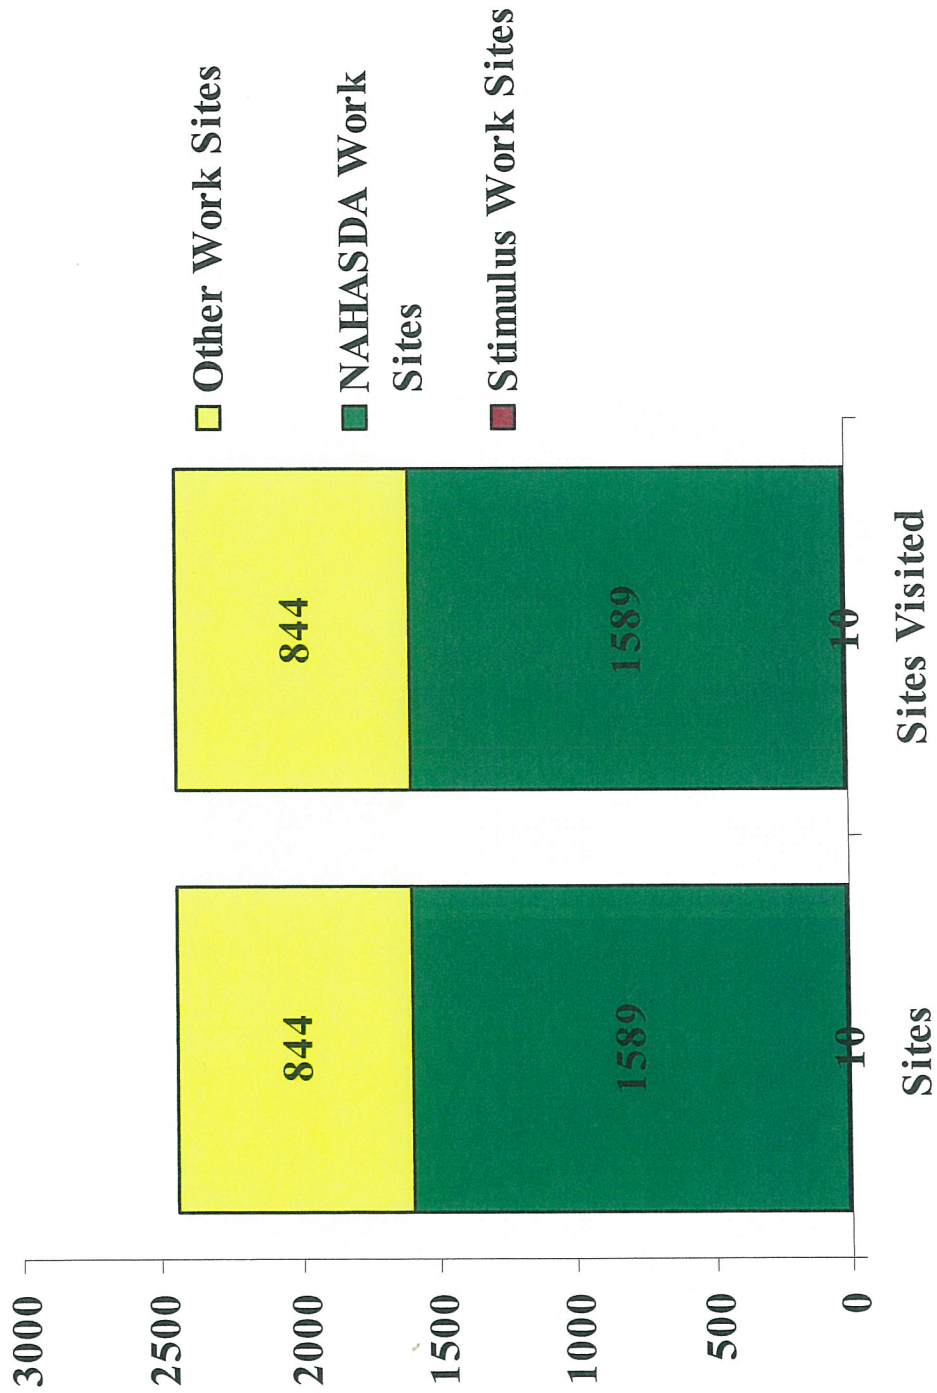 3000
2500
2000
1500
1000
500
0
844
1589
10
Sites
844
1589
10
Sites Visited
Other Work Sites
NAHASDA Work
Sites
Stimulus Work Sites